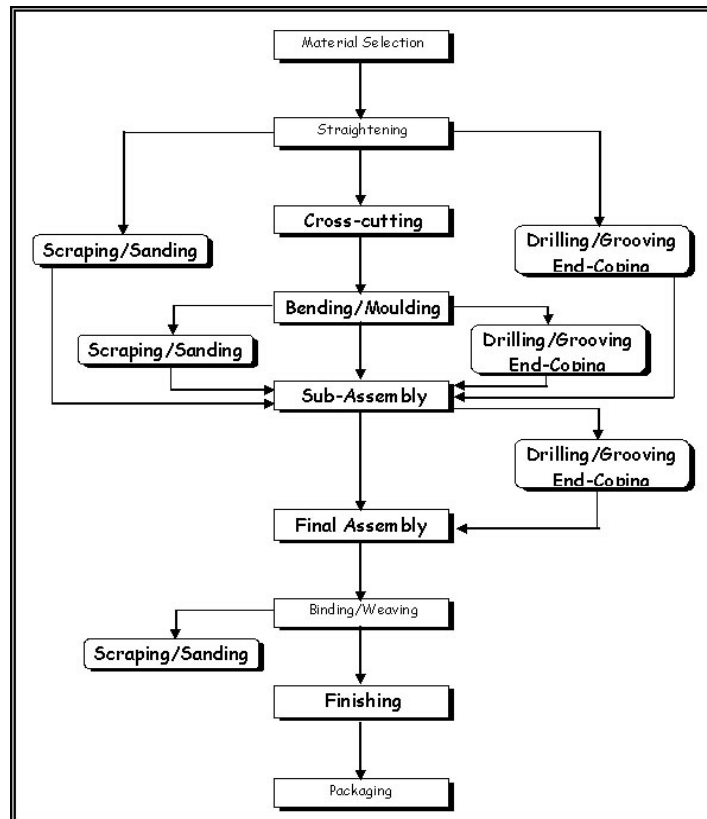 Material Selection
Straightening
Cross-cutting
Scraping/Sanding
Drilling/Grooving
End-Coping
Bending/Moulding
Scraping/Sanding
Drilling/Grooving
End-Coping
Sub-Assembly
Drilling/Grooving
End-Coping
Final Assembly
Binding/Weaving
Scraping/Sanding
Finishing
Packaging